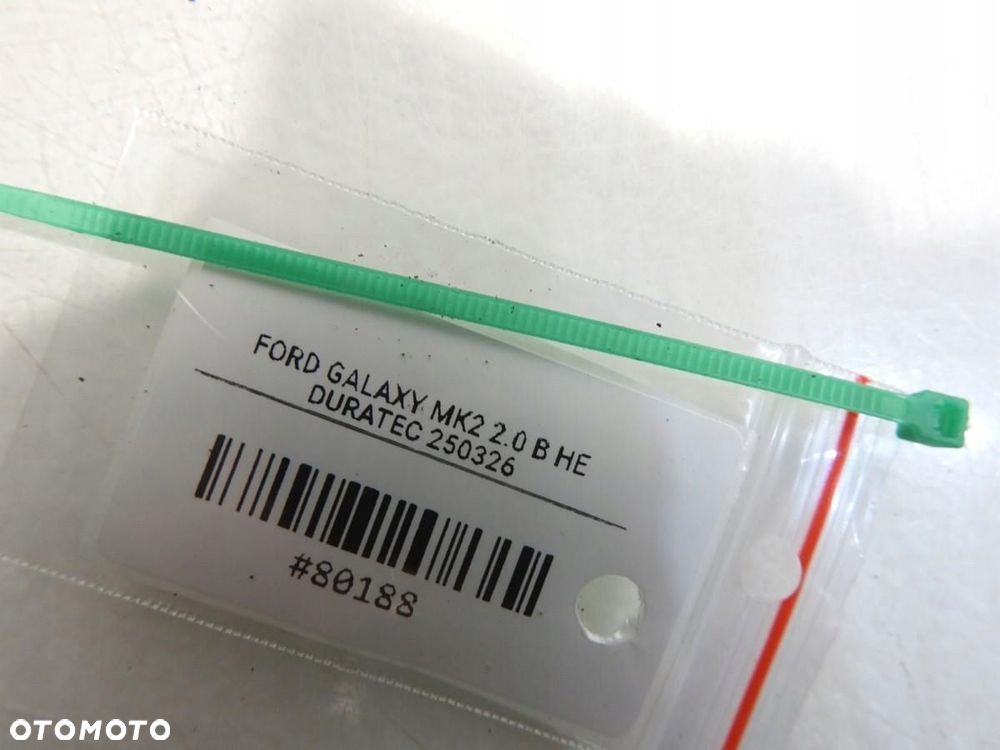 FORD GALAXY MK2 2.0 B HE
DURATEC 250326
#80188
OTOMOTO